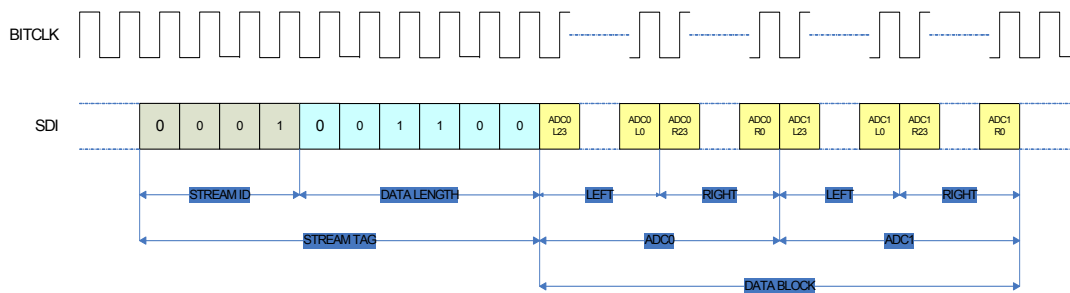 BITCLK
SDI
0 0 0 1 0 0 1 1 0 0
ADC0
L23
ADC0
L0
ADC0
R23
ADC0
R0
ADC1
L23
ADC1
L0
ADC1
R23
ADC1
R0
STREAM ID DATA LENGTH LEFT RIGHT LEFT RIGHT
STREAM TAG ADC0 ADC1
DATA BLOCK